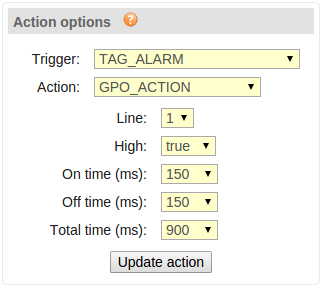 Action options ?
Trigger: TAG_ALARM
Action: GPO_ACTION
Line: 1
High: true
On time (ms): 150
Off time (ms): 150
Total time (ms): 900
Update action